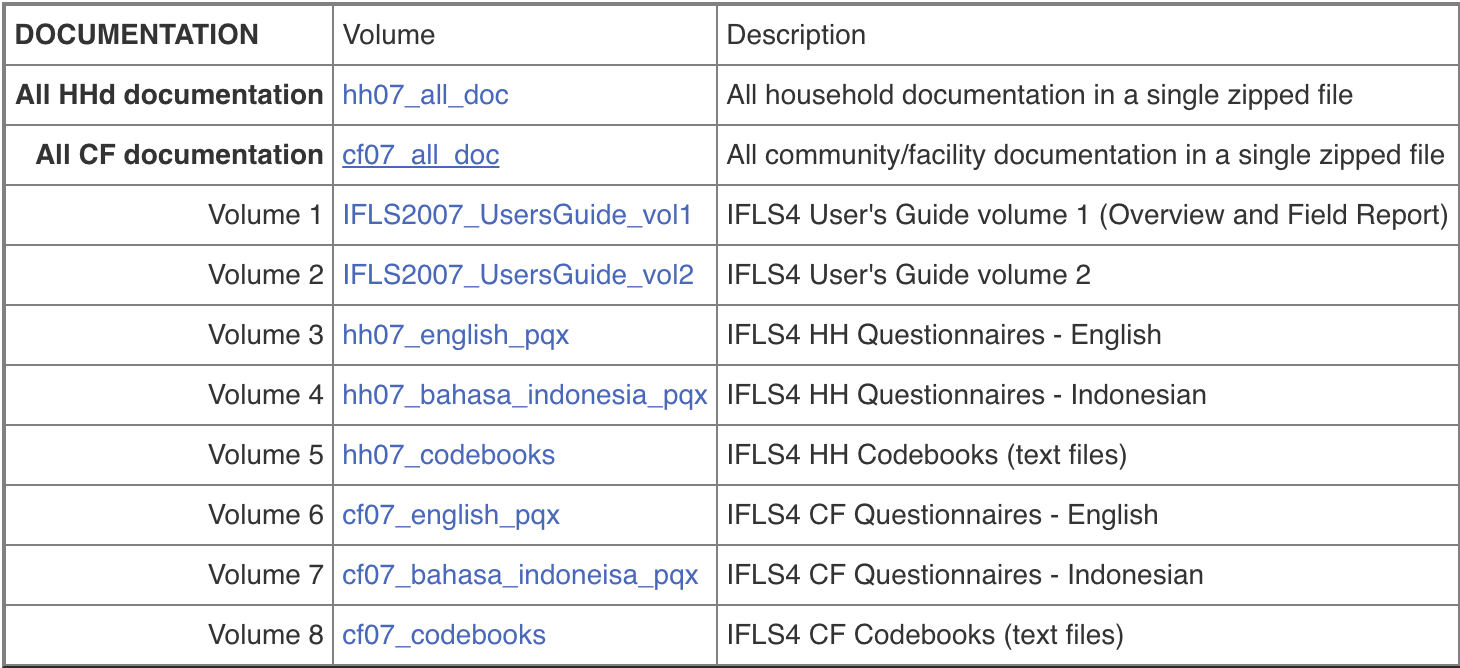 DOCUMENTATION Volume Description
All HHd documentation hh07_all_doc All household documentation in a single zipped file
All CF documentation cf07_all_doc All community/facility documentation in a single zipped file
Volume 1 IFLS2007_UsersGuide_vol1 IFLS4 User's Guide volume 1 (Overview and Field Report)
Volume 2 IFLS2007_UsersGuide_vol2 IFLS4 User's Guide volume 2
Volume 3 hh07_english_pqx IFLS4 HH Questionnaires - English
Volume 4 hh07_bahasa_indonesia_pqx IFLS4 HH Questionnaires - Indonesian
Volume 5 hh07_codebooks IFLS4 HH Codebooks (text files)
Volume 6 cf07_english_pqx IFLS4 CF Questionnaires - English
Volume 7 cf07_bahasa_indoneisa_pqx IFLS4 CF Questionnaires - Indonesian
Volume 8 cf07_codebooks IFLS4 CF Codebooks (text files)